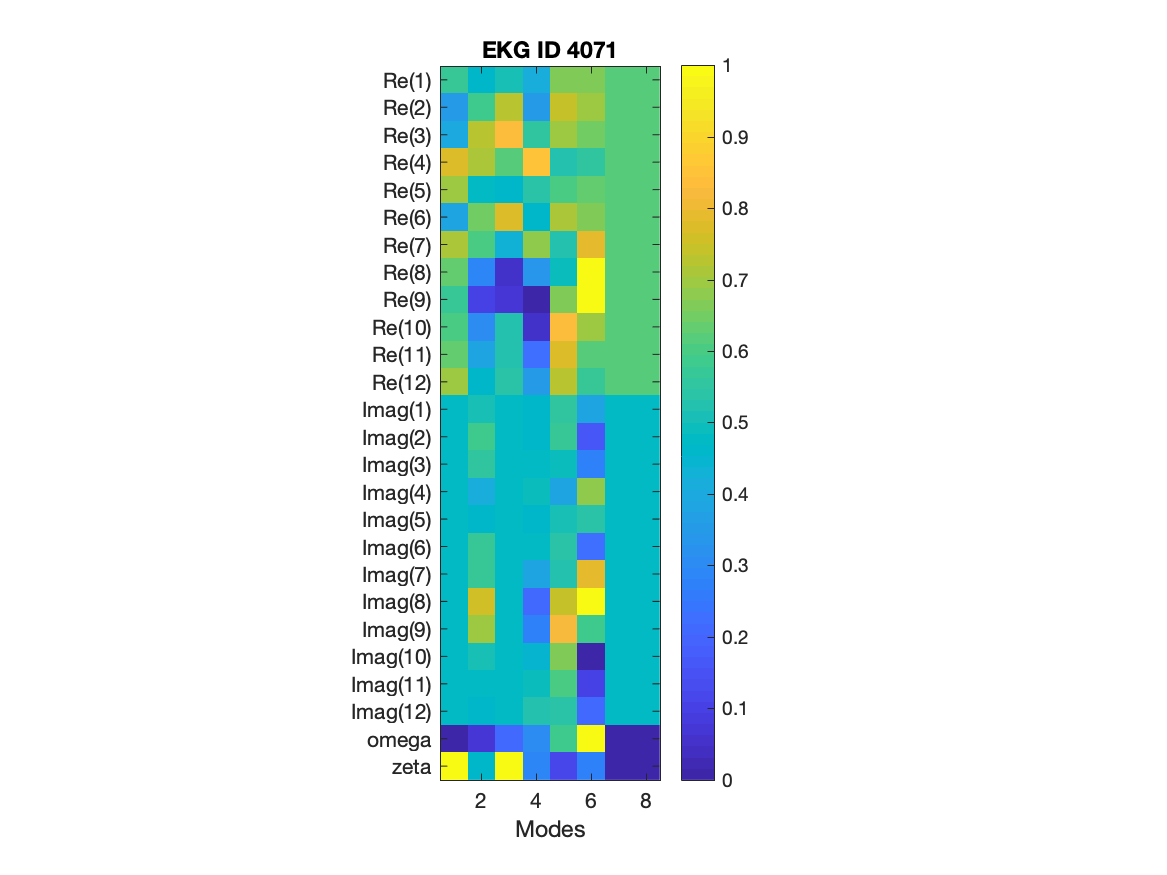 EKG ID 4071
Re(1)
Re(2)
Re(3)
Re(4)
Re(5)
Re(6)
Re(7)
Re(8)
Re(9)
Re(10)
Re(11)
Re(12)
Imag(1)
Imag(2)
Imag(3)
Imag(4)
Imag(5)
Imag(6)
Imag(7)
Imag(8)
Imag(9)
Imag(10)
Imag(11)
Imag(12)
omega
zeta
2 4 6 8
Modes
1
0.9
0.8
0.7
0.6
0.5
0.4
0.3
0.2
0.1
0